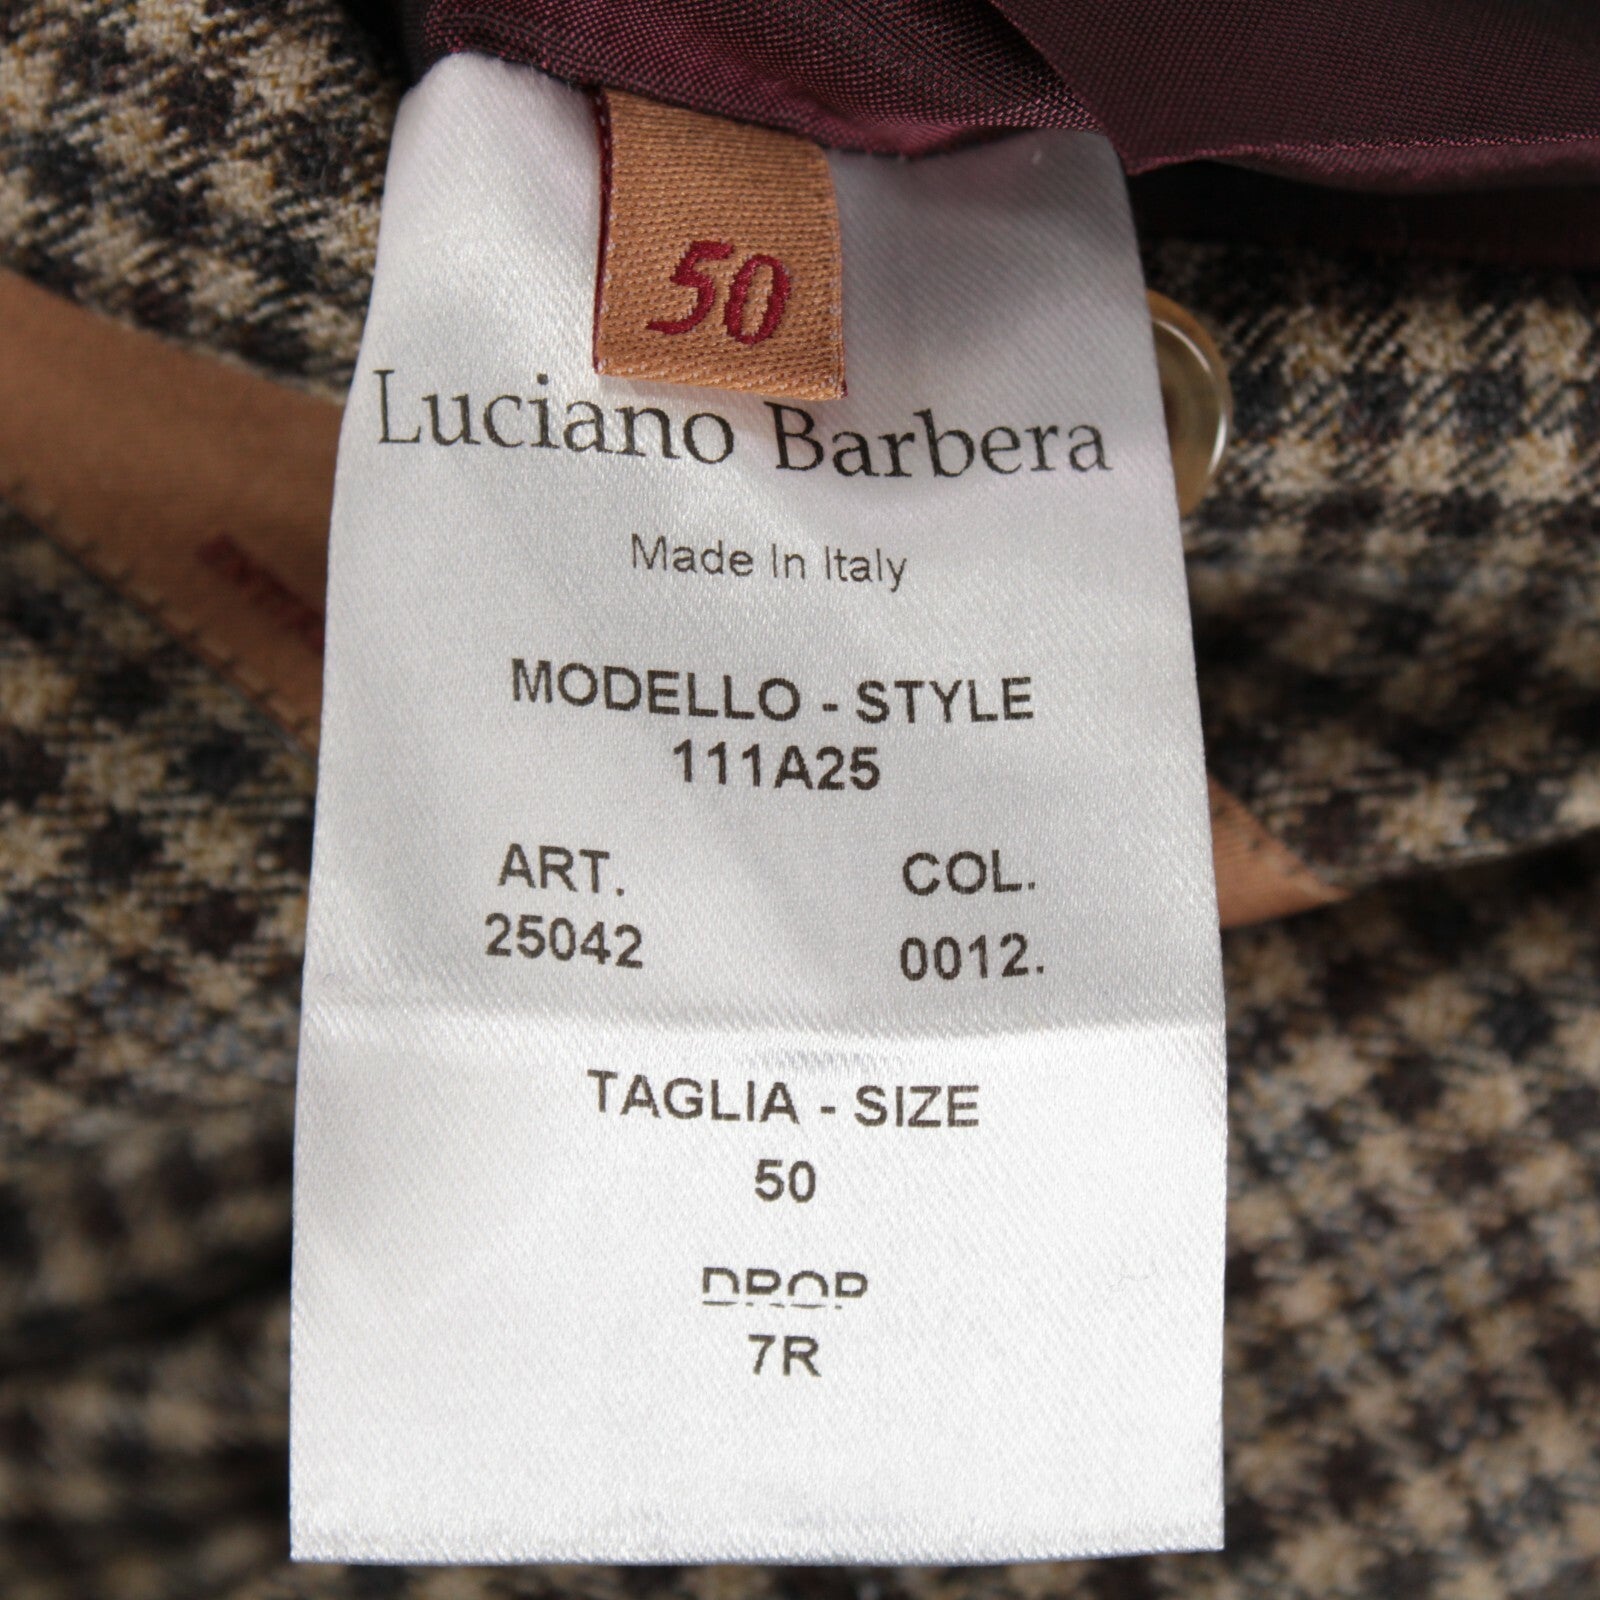 50
Luciano Barbera
Made In Italy
MODELLO - STYLE
111A25
ART. COL.
25042 0012.
TAGLIA - SIZE
50
DROP
7R